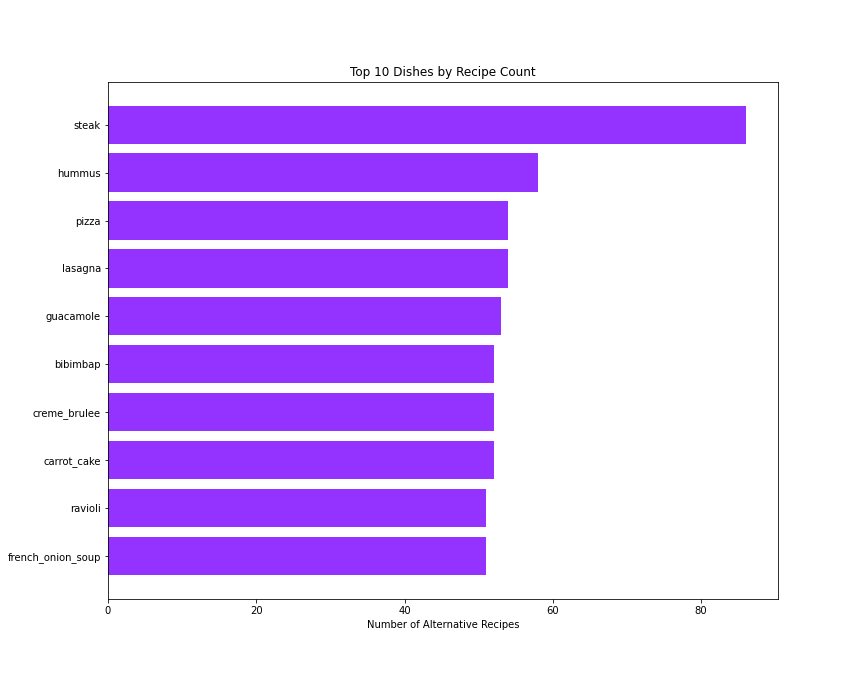 Top 10 Dishes by Recipe Count
steak
hummus
pizza
lasagna
guacamole
bibimbap
creme_brulee
carrot_cake
ravioli
french_onion_soup
0 20 40 60 80
Number of Alternative Recipes